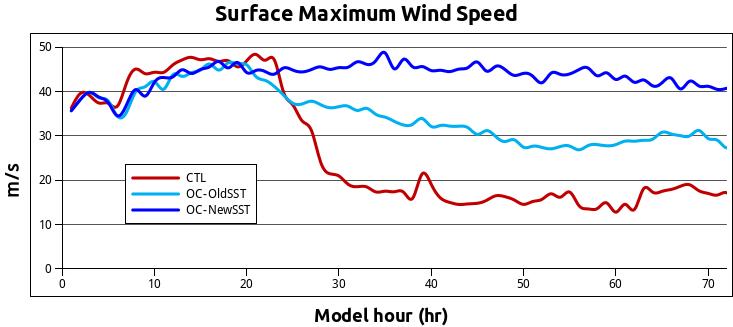 Surface Maximum Wind Speed
50
40
30
20
10
0
m/s
CTL
OC-OldSST
OC-NewSST
0 10 20 30 40 50 60 70
Model hour (hr)